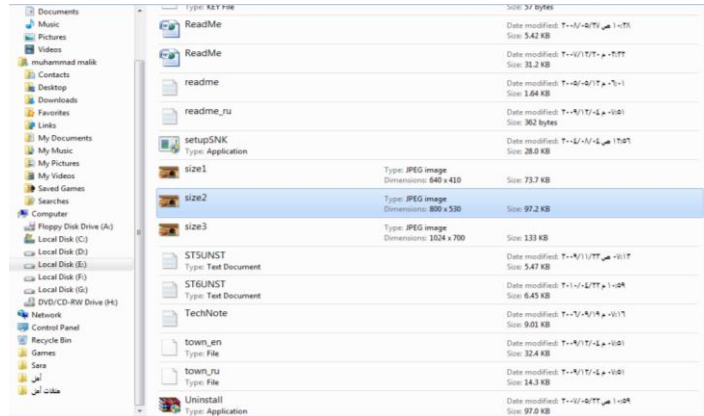 Documents
Music
Pictures
Videos
muhammad malik
Contacts
Desktop
Downloads
Favorites
Links
My Documents
My Music
My Pictures
My Videos
Saved Games
Searches
Computer
Floppy Disk Drive (A:)
Local Disk (C:)
Local Disk (D:)
Local Disk (E:)
Local Disk (F:)
Local Disk (G:)
DVD/CD-RW Drive (H:)
Network
Control Panel
Recycle Bin
Games
Sara
أمل
Type: KEY File
Size: 57 bytes
ReadMe
Date modified:
Size: 5.42 KB
ReadMe
Date modified:
Size: 31.2 KB
readme
Date modified:
Size: 1.64 KB
readme_ru
Date modified:
Size: 362 bytes
setupSNK
Type: Application
Date modified:
Size: 28.0 KB
size1
Type: JPEG image
Dimensions: 640 x 410
Size: 73.7 KB
size2
Type: JPEG image
Dimensions: 800 x 530
Size: 97.2 KB
size3
Type: JPEG image
Dimensions: 1024 x 700
Size: 133 KB
ST5UNST
Type: Text Document
Date modified:
Size: 5.47 KB
ST6UNST
Type: Text Document
Date modified:
Size: 6.45 KB
TechNote
Date modified:
Size: 9.01 KB
town_en
Type: File
Date modified:
Size: 32.4 KB
town_ru
Type: File
Date modified:
Size: 14.3 KB
Uninstall
Type: Application
Date modified:
Size: 97.0 KB